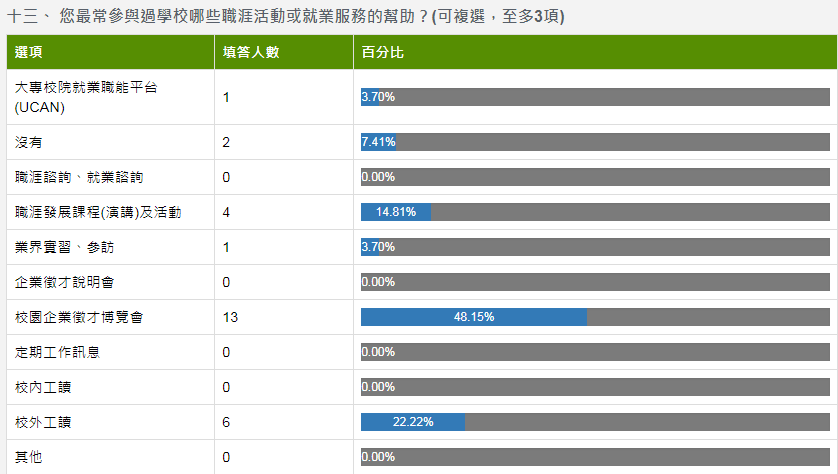 十三、 您最常參與過學校哪些職涯活動或就業服務的幫助？(可複選，至多3項)
選項 填答人數 百分比
大專校院就業職能平台
(UCAN) 1 3.70%
沒有 2 7.41%
職涯諮詢、就業諮詢 0 0.00%
職涯發展課程(演講)及活動 4 14.81%
業界實習、參訪 1 3.70%
企業徵才說明會 0 0.00%
校園企業徵才博覽會 13 48.15%
定期工作訊息 0 0.00%
校內工讀 0 0.00%
校外工讀 6 22.22%
其他 0 0.00%